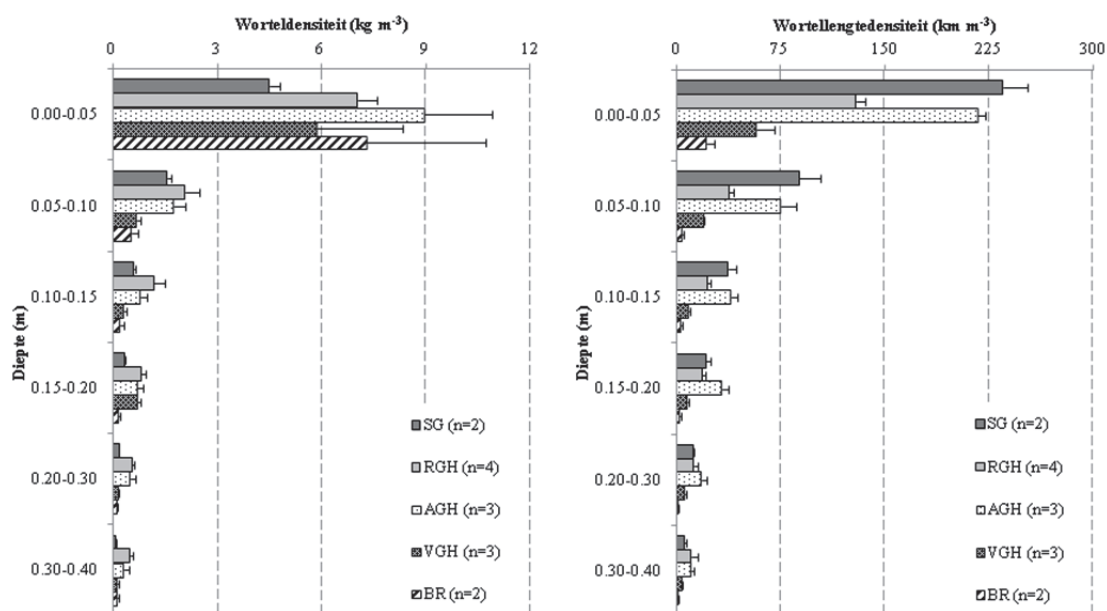 Worteldensiteit (kg m⁻³)
0 3 6 9 12
Diepte (m)
0.00-0.05
0.05-0.10
0.10-0.15
0.15-0.20
0.20-0.30
0.30-0.40
SG (n=2)
RGH (n=4)
AGH (n=3)
VGH (n=3)
BR (n=2)
Wortellengtedensiteit (km m⁻³)
0 75 150 225 300
Diepte (m)
0.00-0.05
0.05-0.10
0.10-0.15
0.15-0.20
0.20-0.30
0.30-0.40
SG (n=2)
RGH (n=4)
AGH (n=3)
VGH (n=3)
BR (n=2)